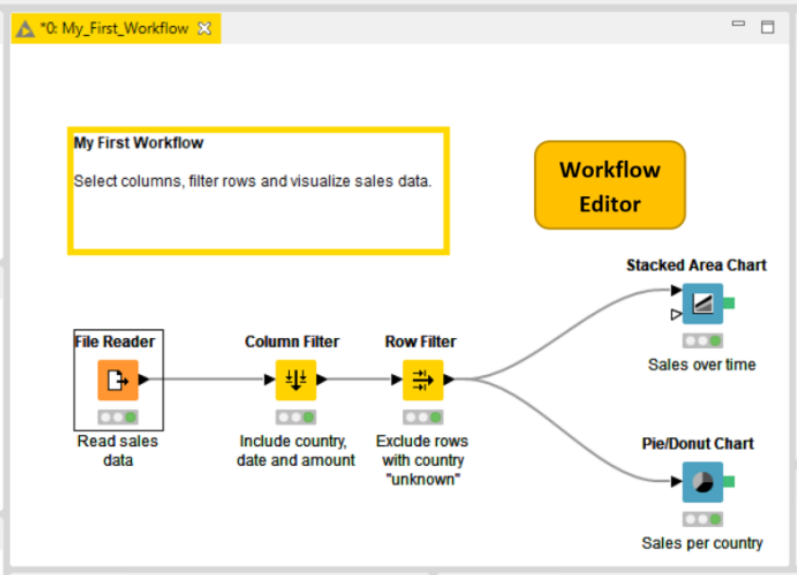 *0: My_First_Workflow
My First Workflow
Select columns, filter rows and visualize sales data.
Workflow
Editor
Stacked Area Chart
Sales over time
File Reader
Read sales
data
Column Filter
Include country,
date and amount
Row Filter
Exclude rows
with country
"unknown"
Pie/Donut Chart
Sales per country